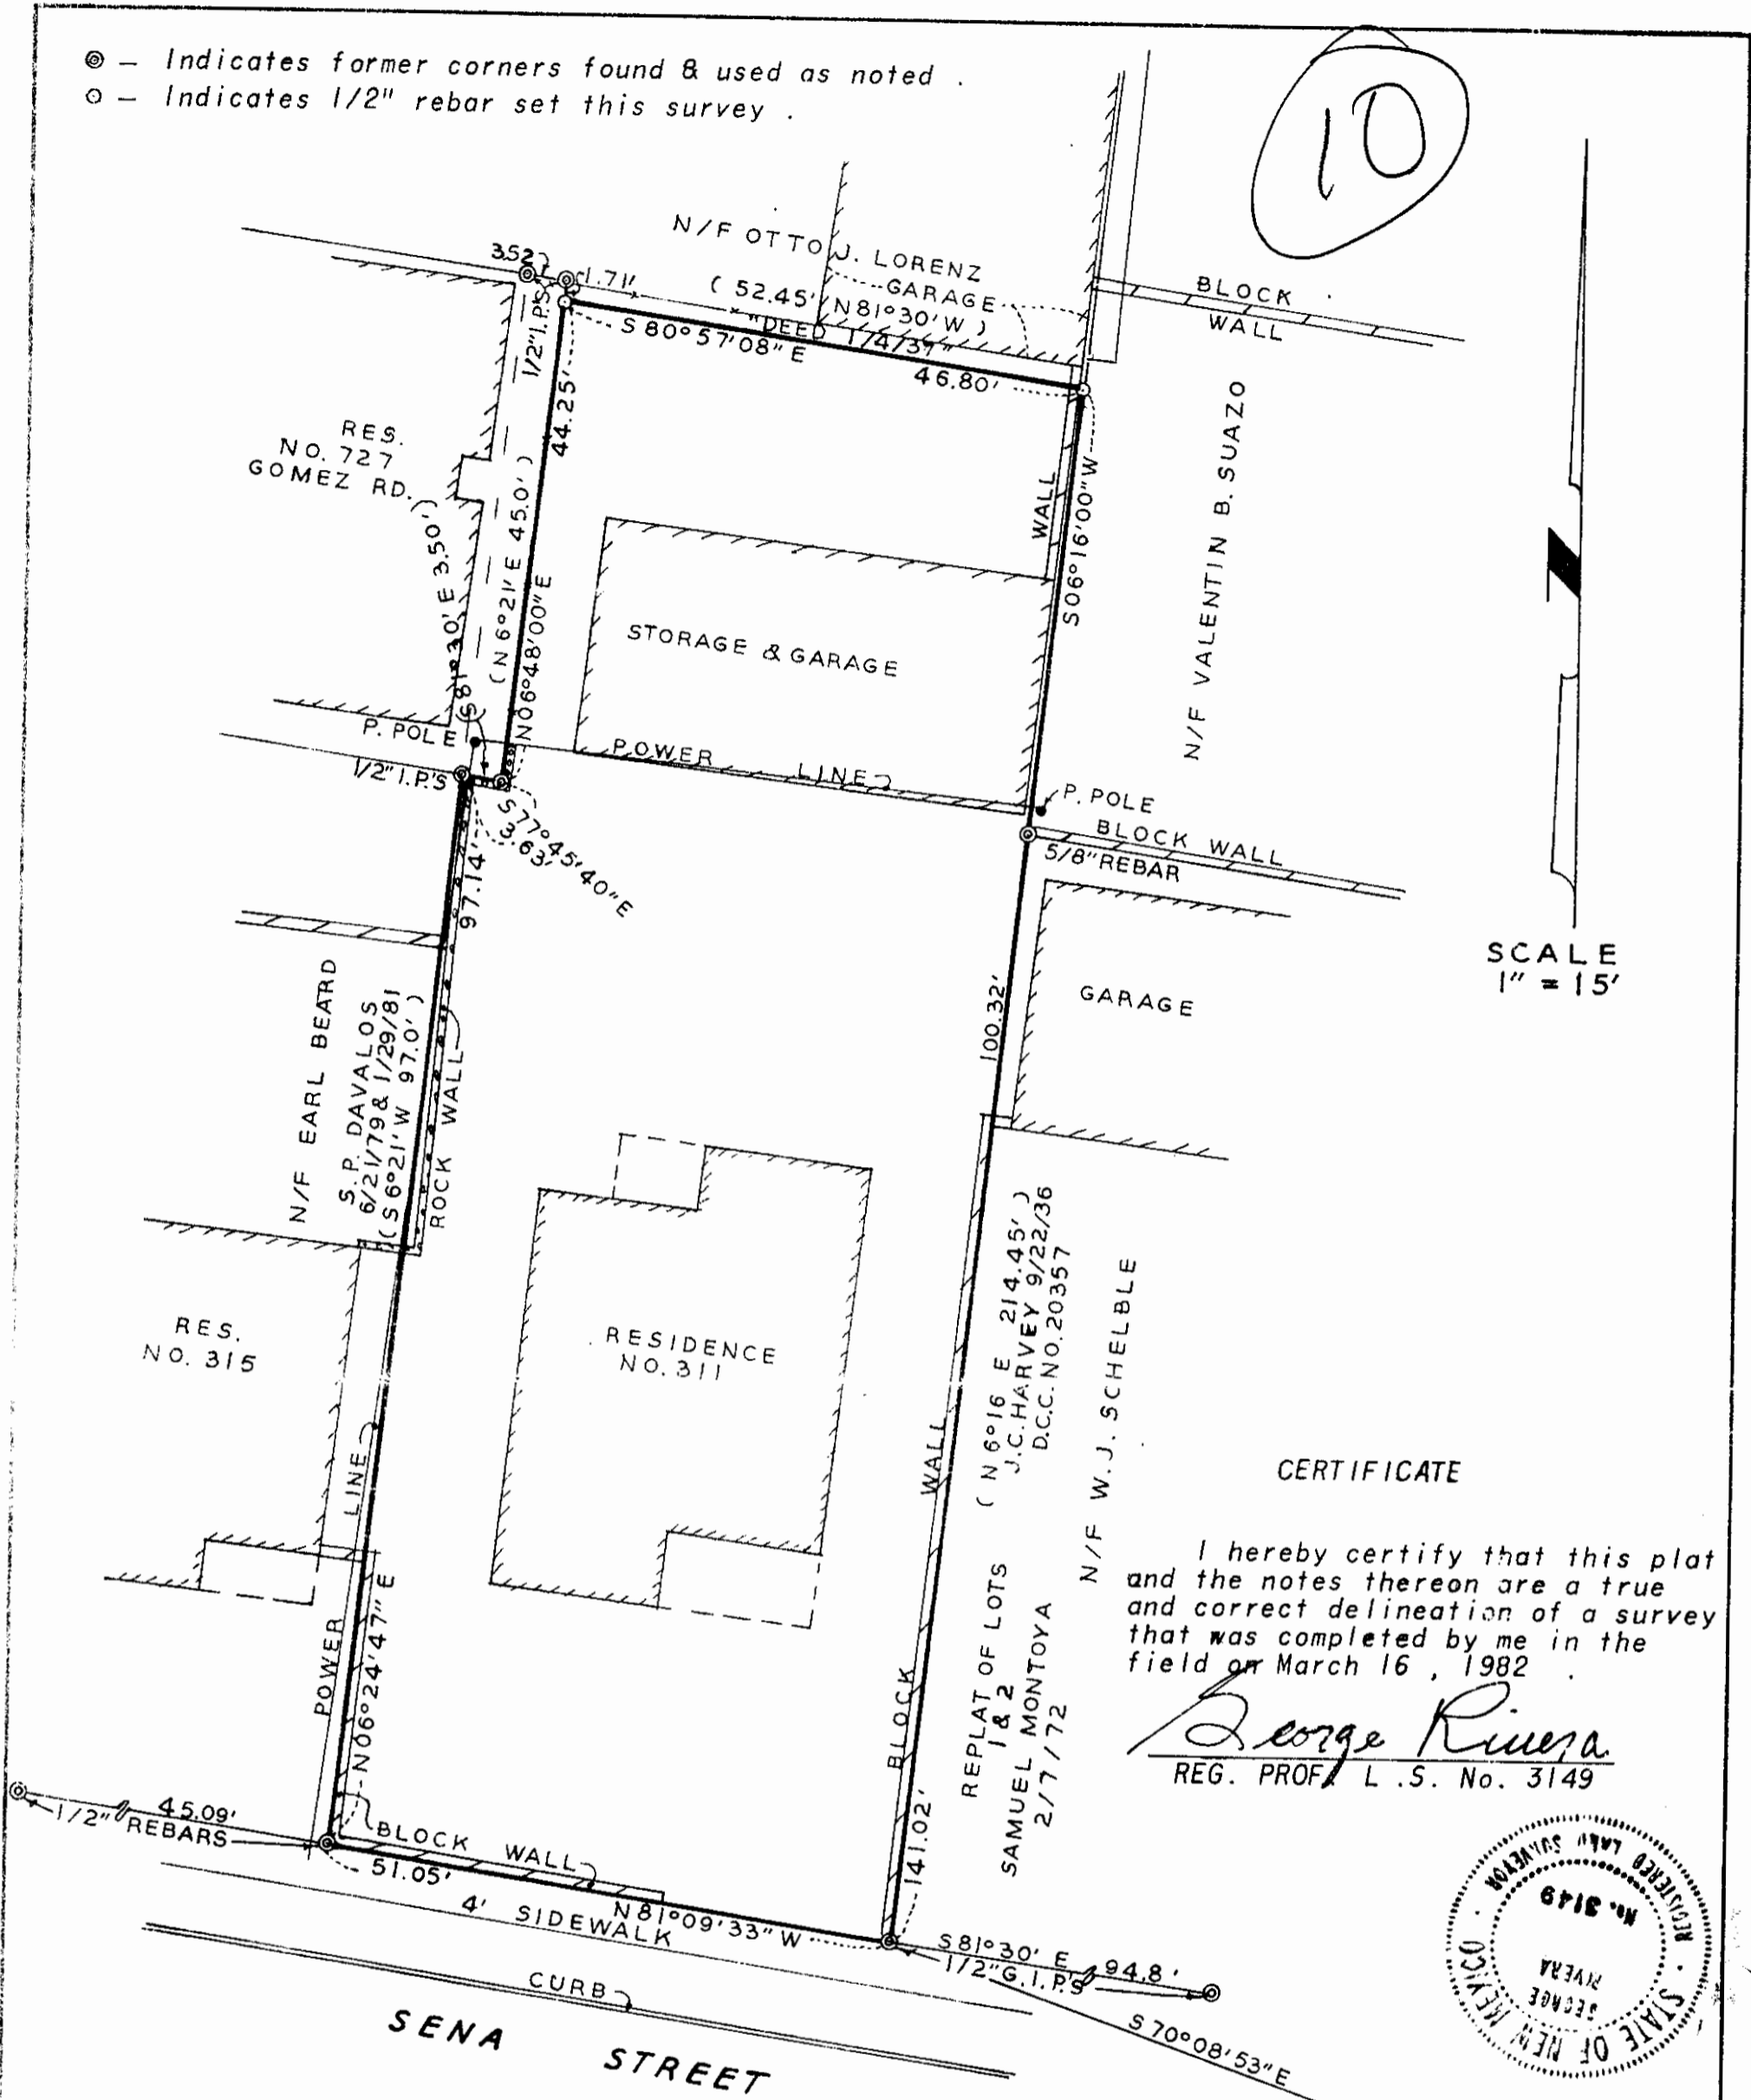 ◎ – Indicates former corners found & used as noted .
○ – Indicates 1/2" rebar set this survey .
10
N/F OTTO J. LORENZ
GARAGE
3.52'
1.71'
( 52.45' N81°30'W )
"DEED 1/4/37"
S 80°57'08" E
46.80'
BLOCK
WALL
1/2" I.P.'S
44.25'
RES.
NO. 727
GOMEZ RD.
(S 81°30' E 3.50')
( N 6°21' E 45.0' )
N06°48'00"E
WALL
S06°16'00"W
N/F VALENTIN B. SUAZO
STORAGE & GARAGE
P. POLE
POWER LINE
1/2" I.P.'S
P. POLE
BLOCK WALL
5/8" REBAR
S 77°45'40" E
3.63'
97.14'
SCALE
1" = 15'
N
100.32'
GARAGE
N/F EARL BEARD
S.P. DAVALOS
6/21/79 & 1/29/81
( S 6°21' W 97.0' )
ROCK WALL
RES.
NO. 315
RESIDENCE
NO. 311
( N 6°16 E 214.45' )
J.C. HARVEY 9/22/36
D.C.C. NO. 20357
N/F W. J. SCHELBLE
POWER LINE
N06°24'47" E
BLOCK WALL
REPLAT OF LOTS
1 & 2
SAMUEL MONTOYA
2/7/72
141.02'
CERTIFICATE
I hereby certify that this plat
and the notes thereon are a true
and correct delineation of a survey
that was completed by me in the
field on March 16 , 1982 .
George Rivera
REG. PROF. L.S. No. 3149
45.09'
1/2" REBARS
BLOCK WALL
51.05'
N81°09'33" W
4' SIDEWALK
S81°30' E 94.8'
1/2" G.I.P.'S
S 70°08'53" E
CURB
SENA STREET
STATE OF NEW MEXICO · REGISTERED LAND SURVEYOR
GEORGE
RIVERA
No. 3149